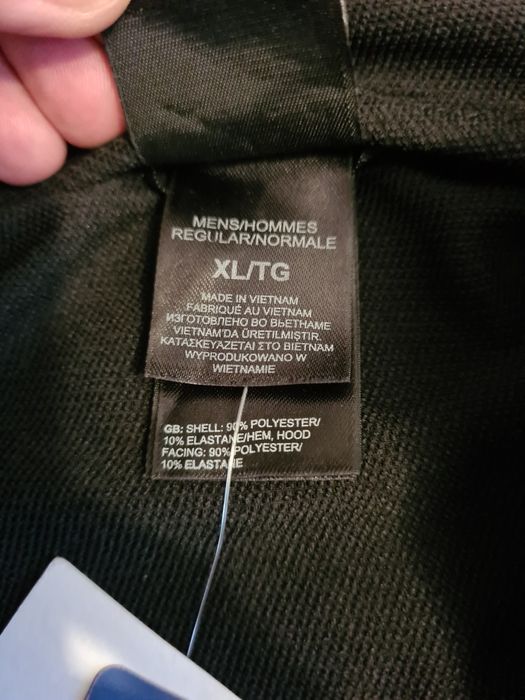 MENS/HOMMES
REGULAR/NORMALE
XL/TG
MADE IN VIETNAM
FABRIQUÉ AU VIETNAM
ИЗГОТОВЛЕНО ВО ВЬЕТНАМЕ
VIETNAM'DA ÜRETILMIŞTIR.
ΚΑΤΑΣΚΕΥΑΖΕΤΑΙ ΣΤΟ ΒΙΕΤΝΑΜ
WYPRODUKOWANO W
WIETNAMIE
GB: SHELL: 90% POLYESTER/
10% ELASTANE/HEM, HOOD
FACING: 90% POLYESTER/
10% ELASTANE